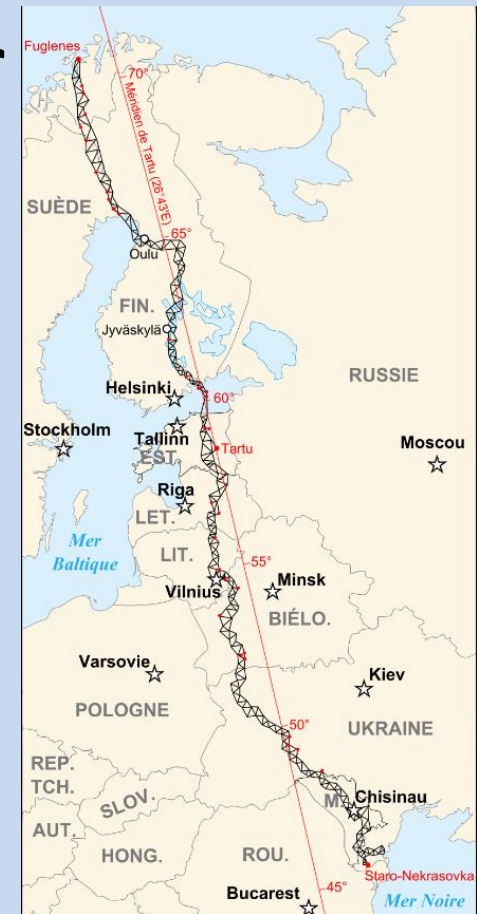 Fuglenes
70°
Méridien de Tartu (26°43'E)
SUÈDE
65°
Oulu
FIN.
Jyväskylä
RUSSIE
Helsinki
60°
Stockholm
Tallinn
EST.
Tartu
Moscou
Riga
LET.
Mer
Baltique
LIT.
55°
Vilnius
Minsk
BIÉLO.
Varsovie
Kiev
POLOGNE
50°
UKRAINE
REP.
TCH.
SLOV.
M.
Chisinau
AUT.
HONG.
ROU.
Staro-Nekrasovka
45°
Bucarest
Mer Noire